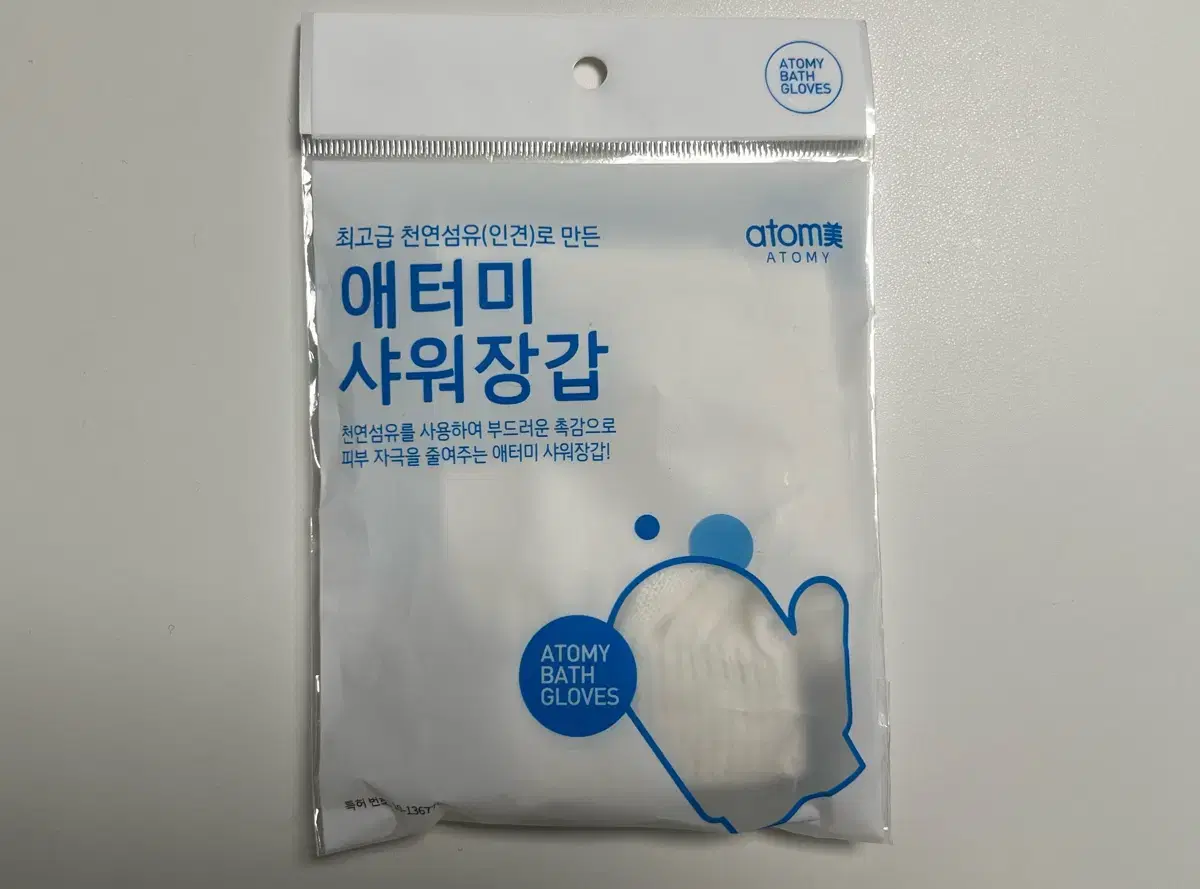 ATOMY
BATH
GLOVES
최고급 천연섬유(인견)로 만든
atom美
ATOMY
애터미
샤워장갑
천연섬유를 사용하여 부드러운 촉감으로
피부 자극을 줄여주는 애터미 샤워장갑!
ATOMY
BATH
GLOVES
특허